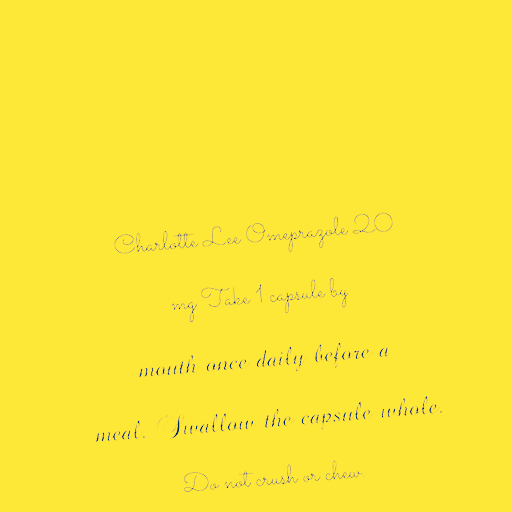 Charlotte Lee Omeprazole 20
mg Take 1 capsule by
mouth once daily before a
meal. Swallow the capsule whole.
Do not crush or chew.